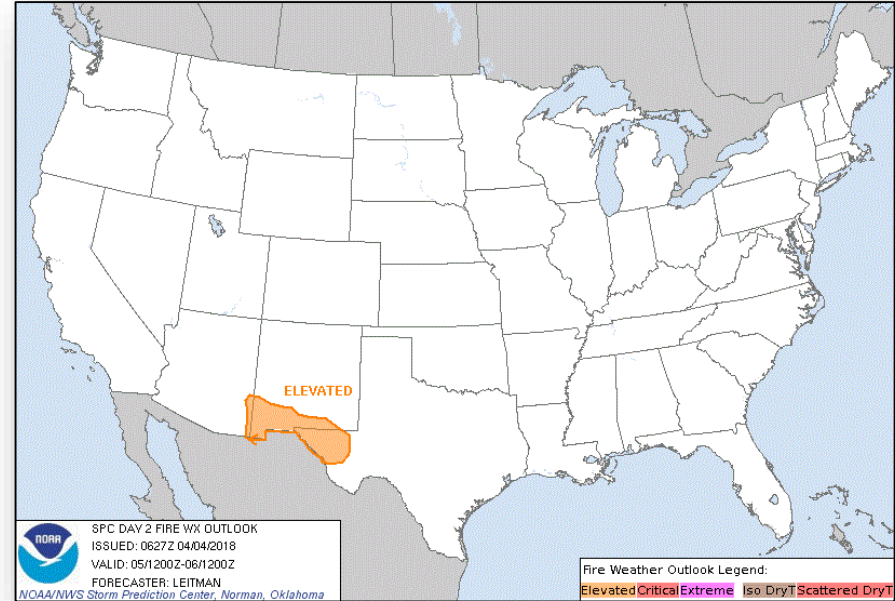 ELEVATED
NOAA
SPC DAY 2 FIRE WX OUTLOOK
ISSUED: 0627Z 04/04/2018
VALID: 05/1200Z-06/1200Z
FORECASTER: LEITMAN
NOAA/NWS Storm Prediction Center, Norman, Oklahoma
Fire Weather Outlook Legend:
Elevated Critical Extreme Iso DryT Scattered DryT